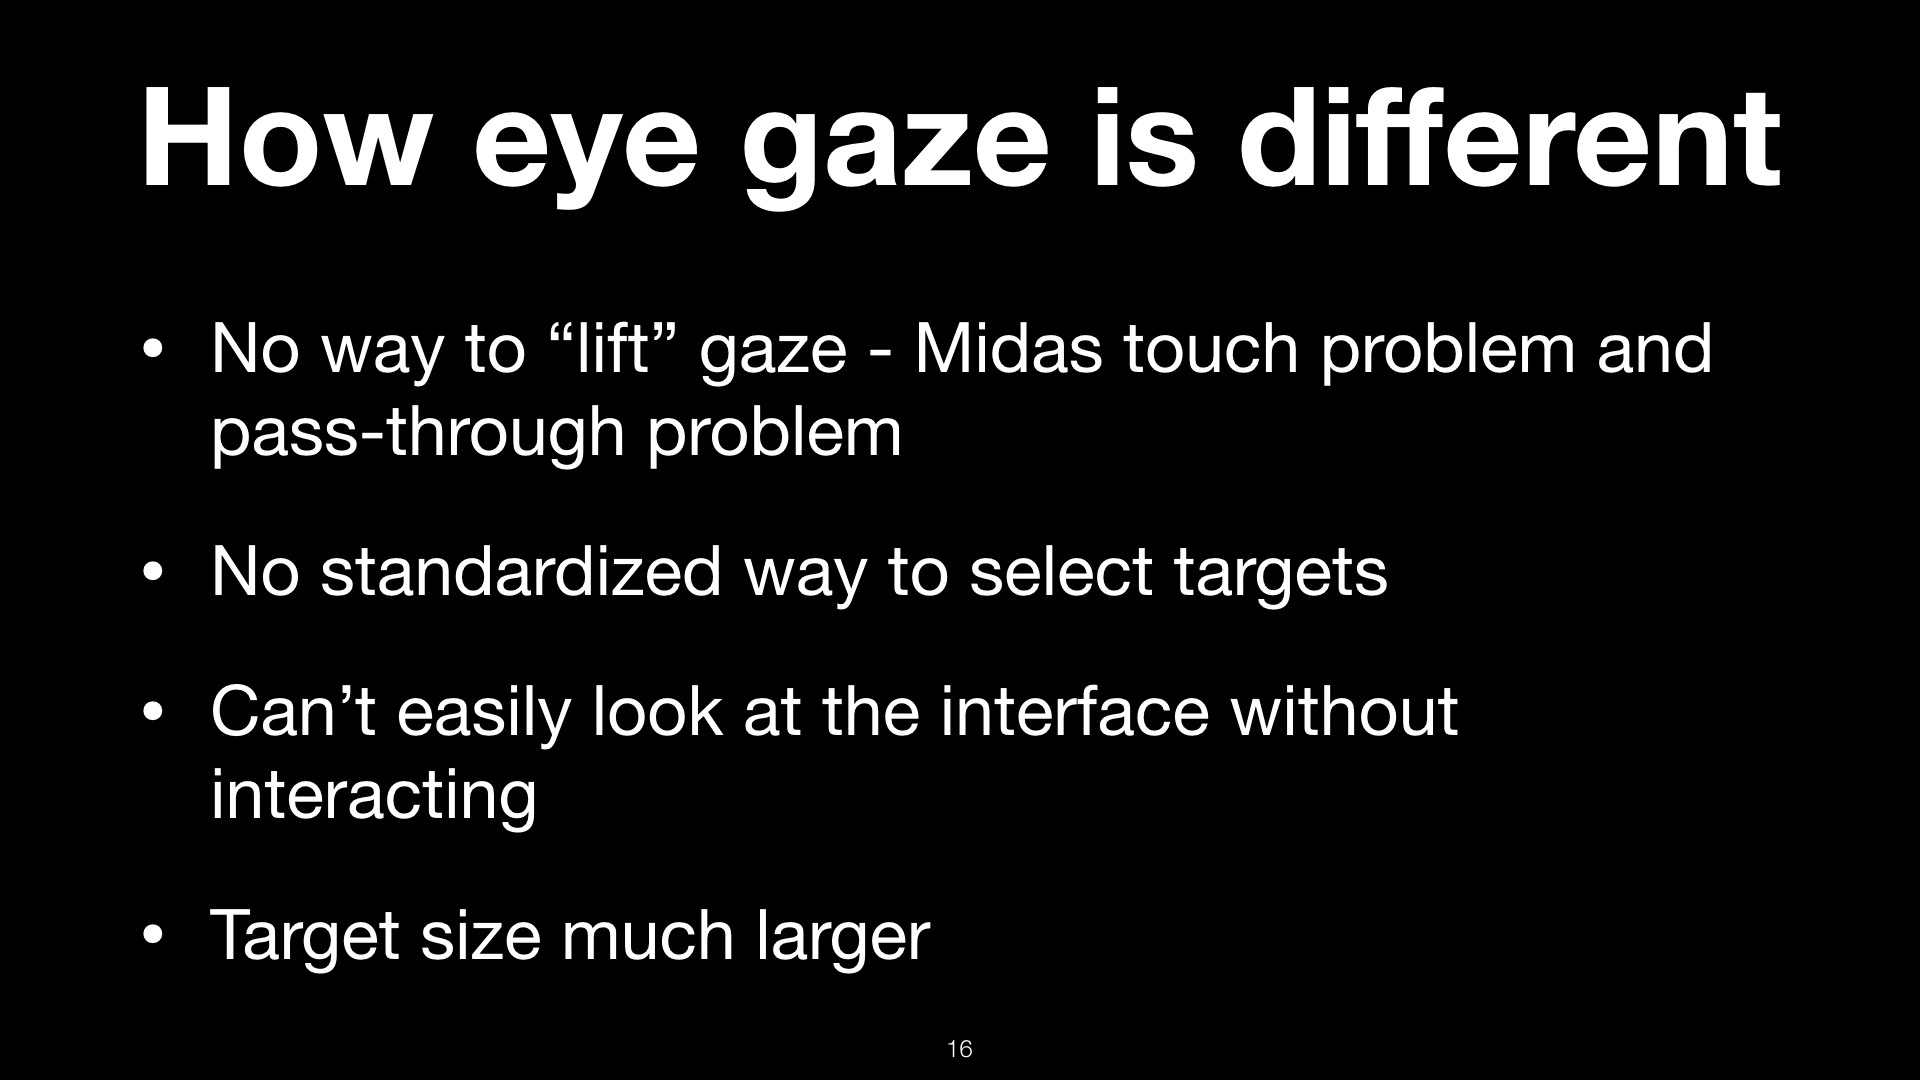 How eye gaze is different
• No way to “lift” gaze - Midas touch problem and
pass-through problem
• No standardized way to select targets
• Can’t easily look at the interface without
interacting
• Target size much larger
16